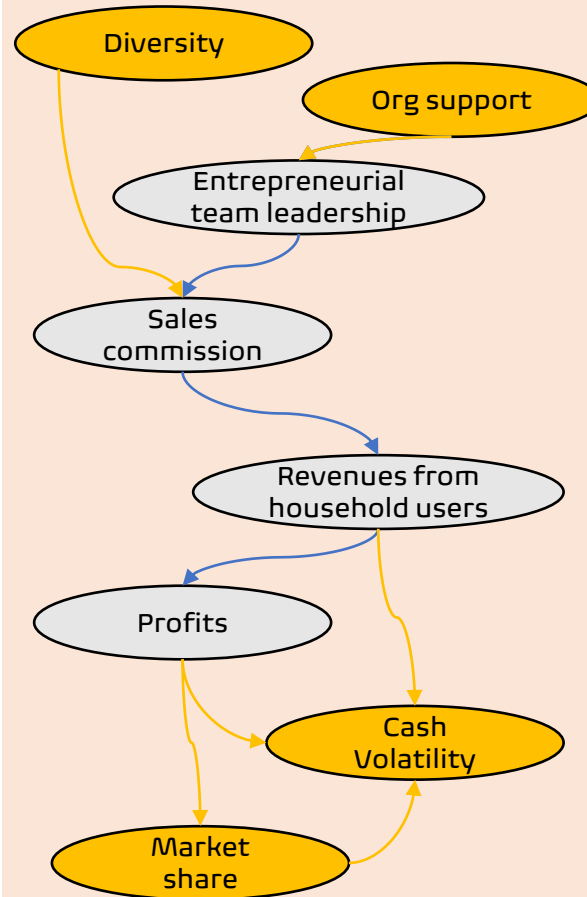 Diversity
Org support
Entrepreneurial
team leadership
Sales
commission
Revenues from
household users
Profits
Cash
Volatility
Market
share